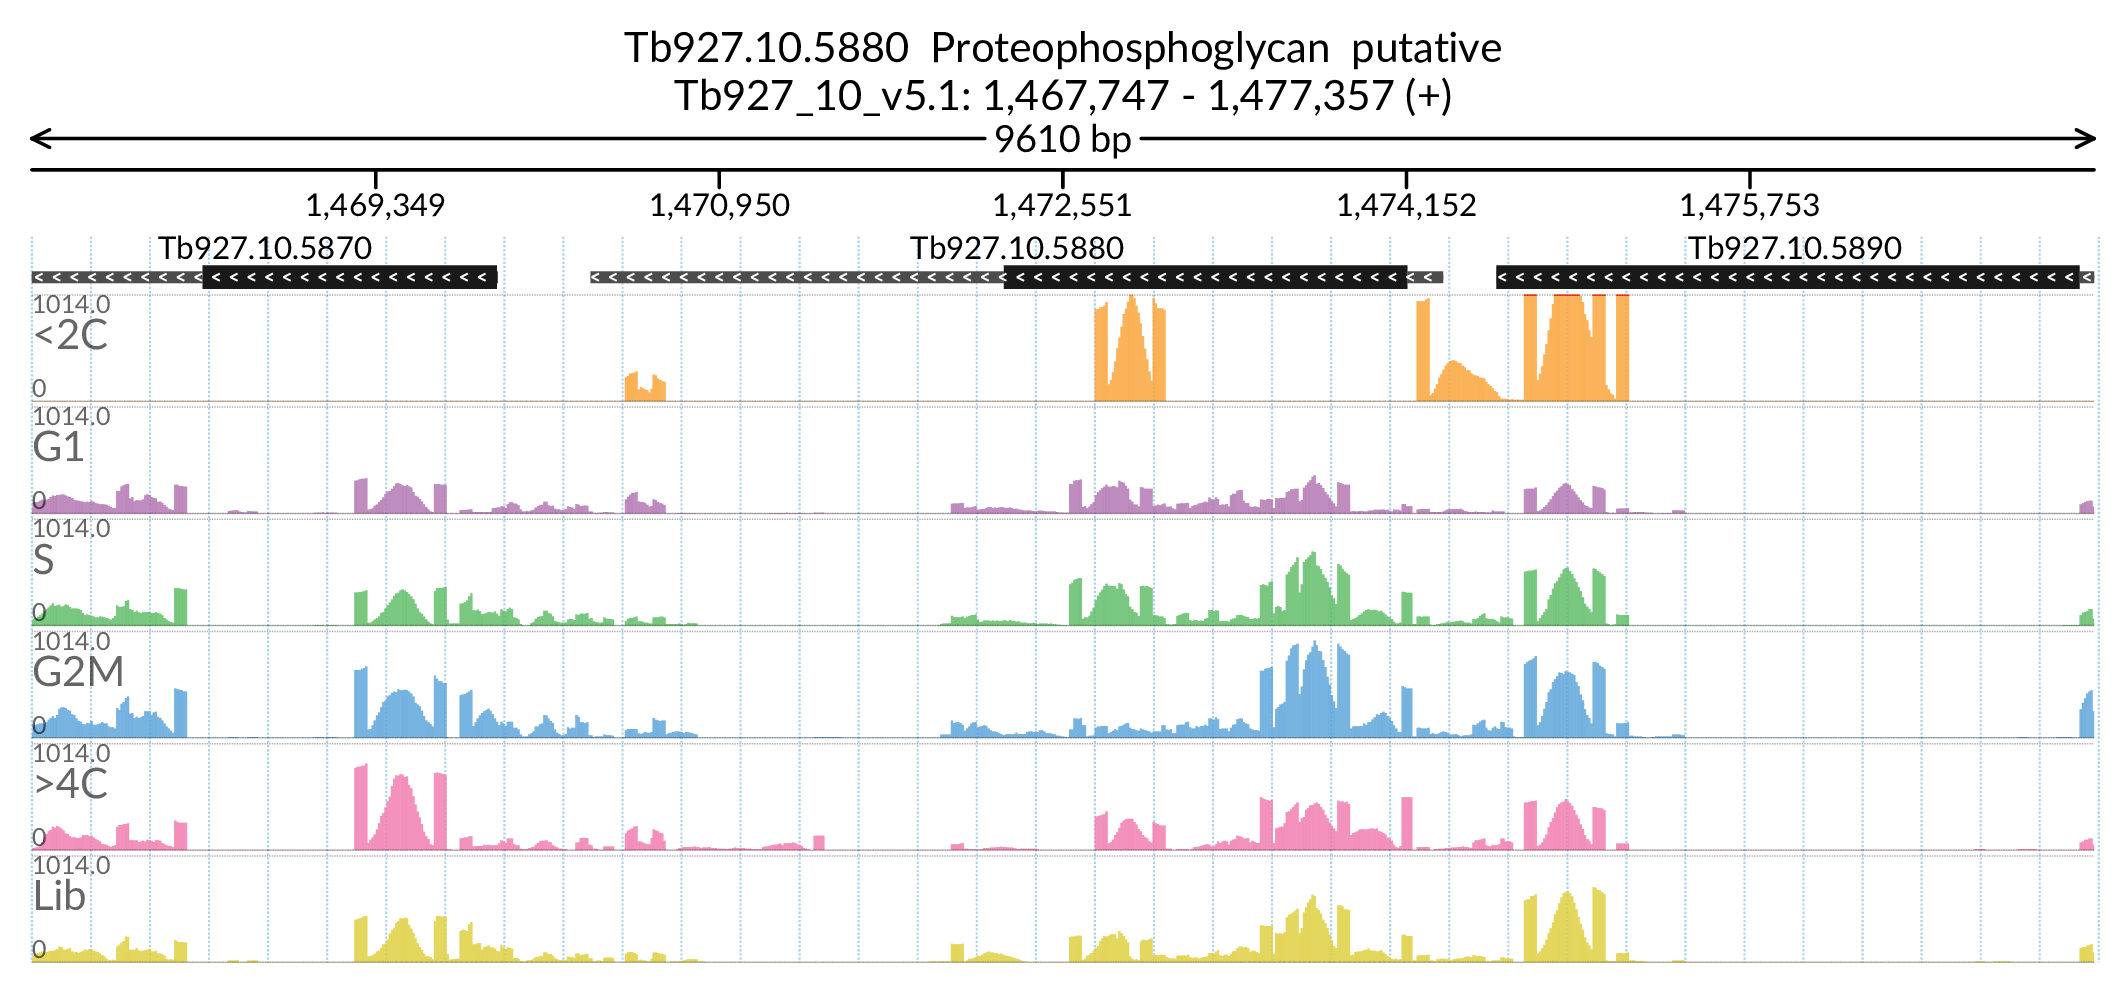 Tb927.10.5880 Proteophosphoglycan putative
Tb927_10_v5.1: 1,467,747 - 1,477,357 (+)
9610 bp
1,469,349 1,470,950 1,472,551 1,474,152 1,475,753
Tb927.10.5870 Tb927.10.5880 Tb927.10.5890
1014.0
<2C
0
1014.0
G1
0
1014.0
S
0
1014.0
G2M
0
1014.0
>4C
0
1014.0
Lib
0